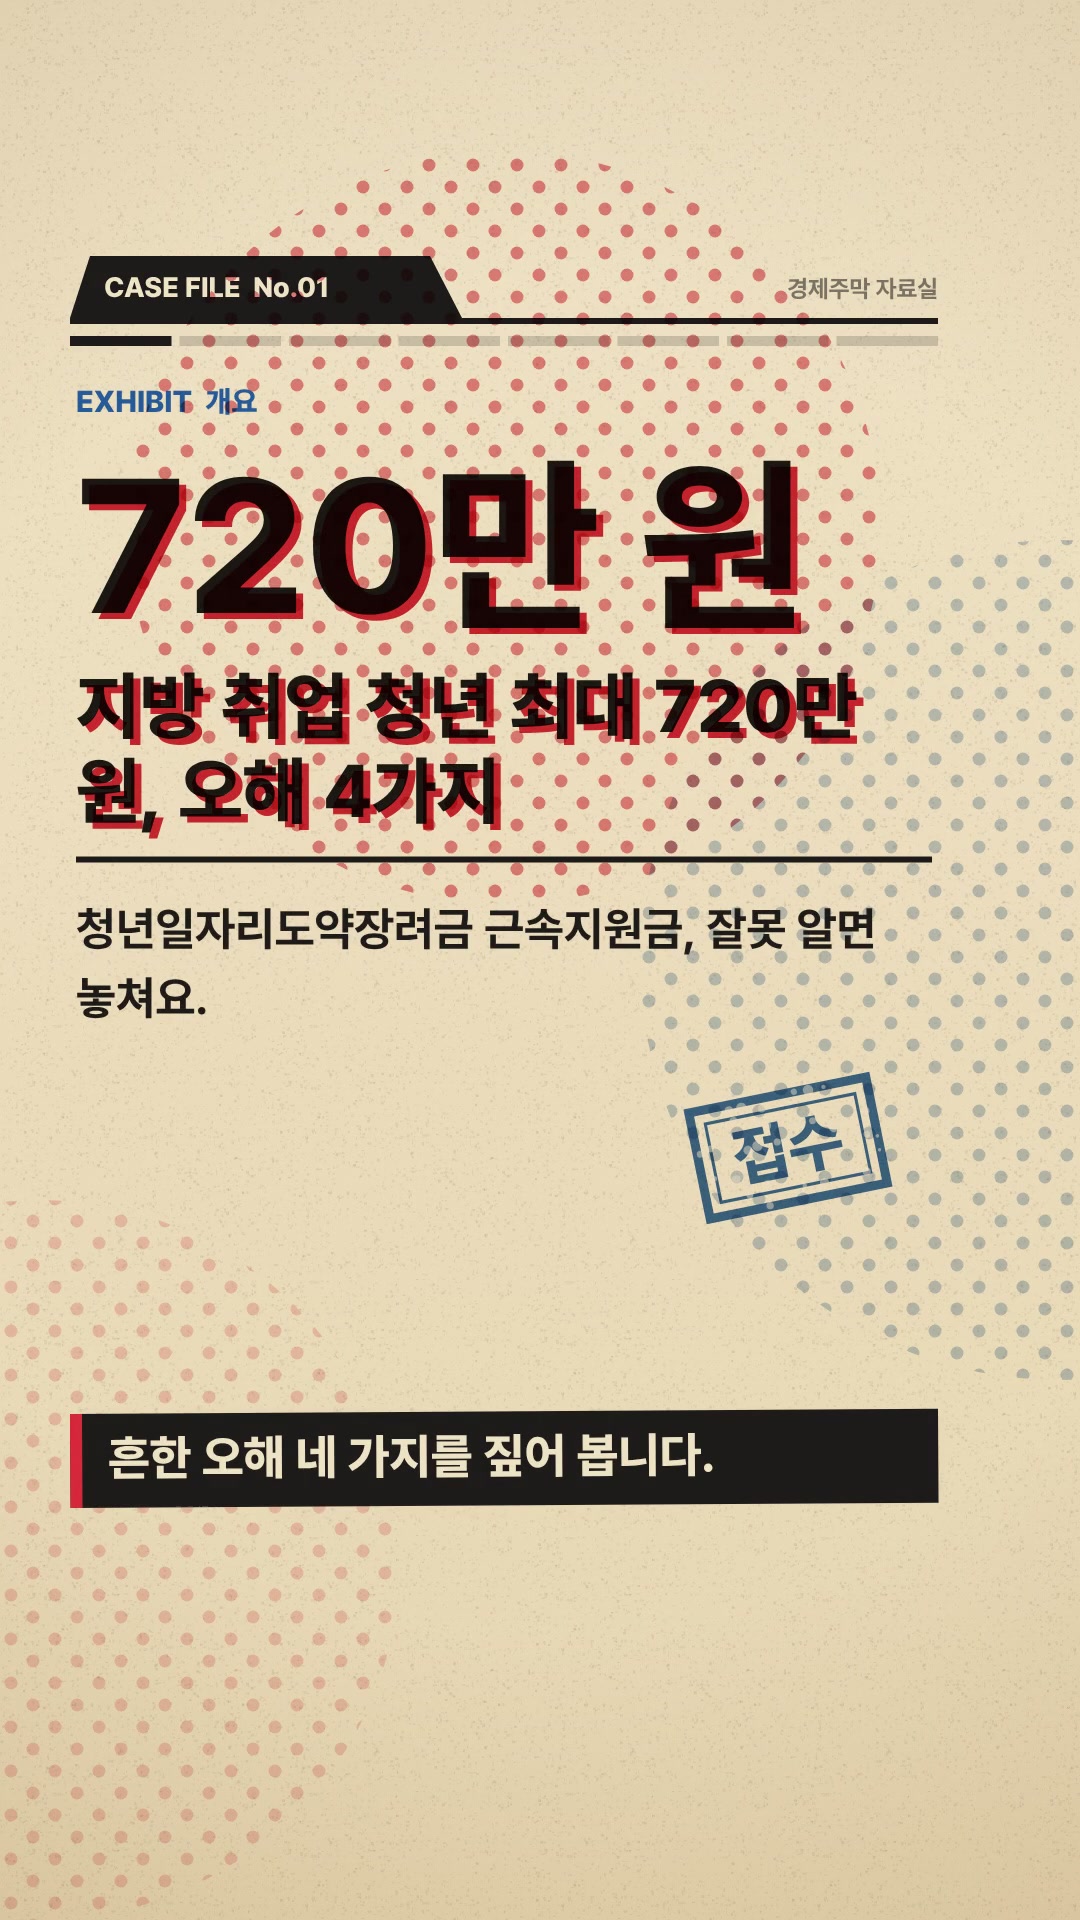 CASE FILE No.01
경제주막 자료실
EXHIBIT 개요
720만 원
지방 취업 청년 최대 720만
원, 오해 4가지
청년일자리도약장려금 근속지원금, 잘못 알면
놓쳐요.
접수
흔한 오해 네 가지를 짚어 봅니다.